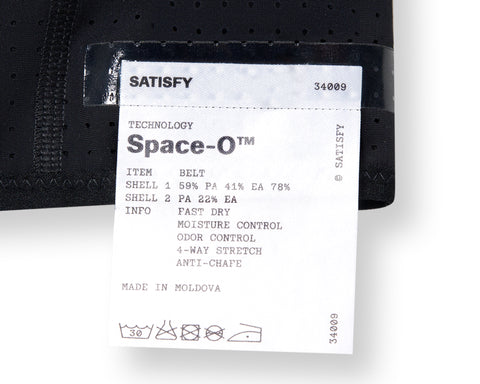 SATISFY 34009
TECHNOLOGY
Space-O™
ITEM BELT
SHELL 1 59% PA 41% EA 78%
SHELL 2 PA 22% EA
INFO FAST DRY
MOISTURE CONTROL
ODOR CONTROL
4-WAY STRETCH
ANTI-CHAFE
MADE IN MOLDOVA
30
© SATISFY
34009